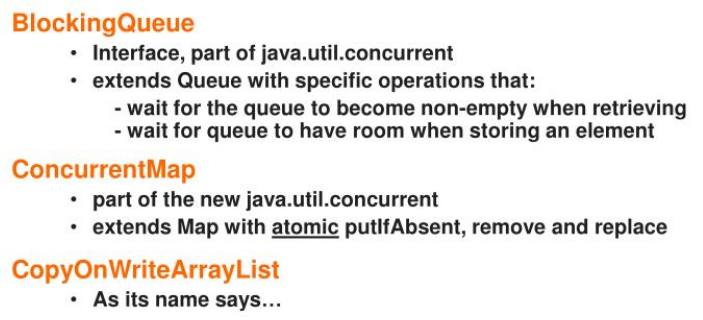 BlockingQueue
• Interface, part of java.util.concurrent
• extends Queue with specific operations that:
- wait for the queue to become non-empty when retrieving
- wait for queue to have room when storing an element
ConcurrentMap
• part of the new java.util.concurrent
• extends Map with atomic putIfAbsent, remove and replace
CopyOnWriteArrayList
• As its name says…